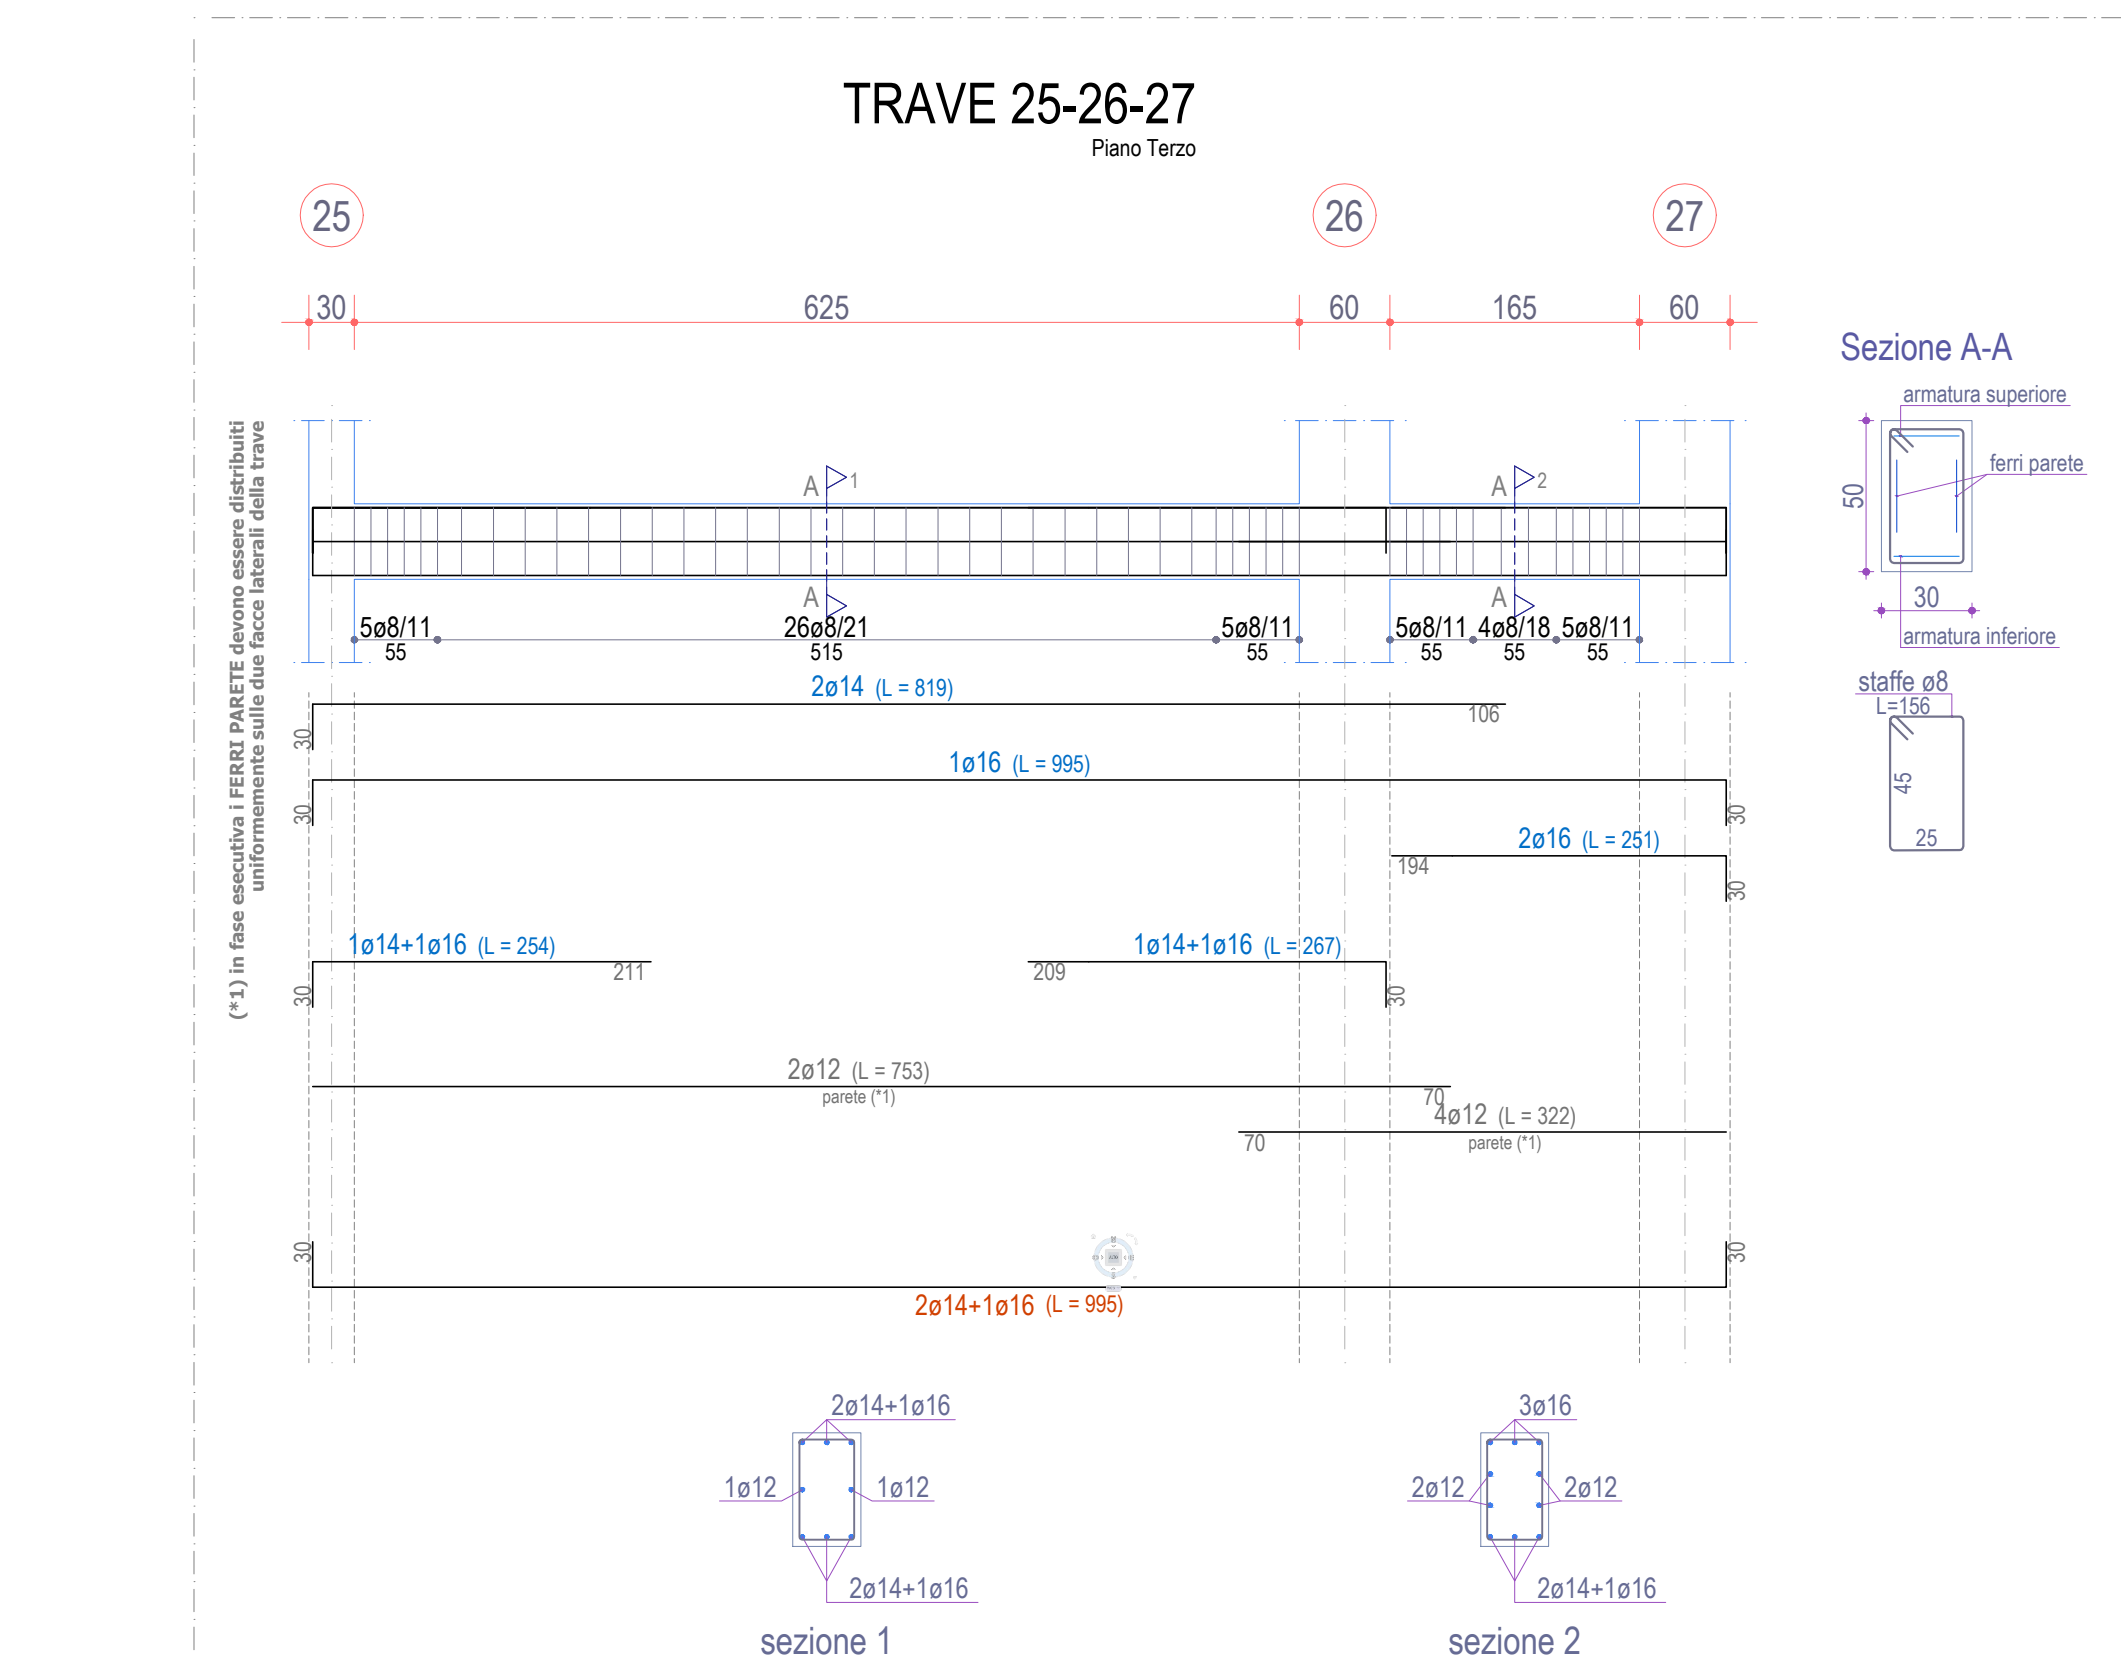 TRAVE 25-26-27
Piano Terzo
25
26
27
30
625
60
165
60
Sezione A-A
armatura superiore
ferri parete
50
30
armatura inferiore
staffe ø8
L=156
45
25
(*1) in fase esecutiva i FERRI PARETE devono essere distribuiti
uniformemente sulle due facce laterali della trave
A
1
A
2
A
A
5ø8/11
26ø8/21
5ø8/11
5ø8/11
4ø8/18
5ø8/11
55
515
55
55
55
55
2ø14 (L = 819)
30
106
1ø16 (L = 995)
30
30
2ø16 (L = 251)
194
30
1ø14+1ø16 (L = 254)
1ø14+1ø16 (L = 267)
30
211
209
30
2ø12 (L = 753)
parete (*1)
70
4ø12 (L = 322)
70
parete (*1)
30
30
2ø14+1ø16 (L = 995)
2ø14+1ø16
1ø12
1ø12
2ø14+1ø16
sezione 1
3ø16
2ø12
2ø12
2ø14+1ø16
sezione 2